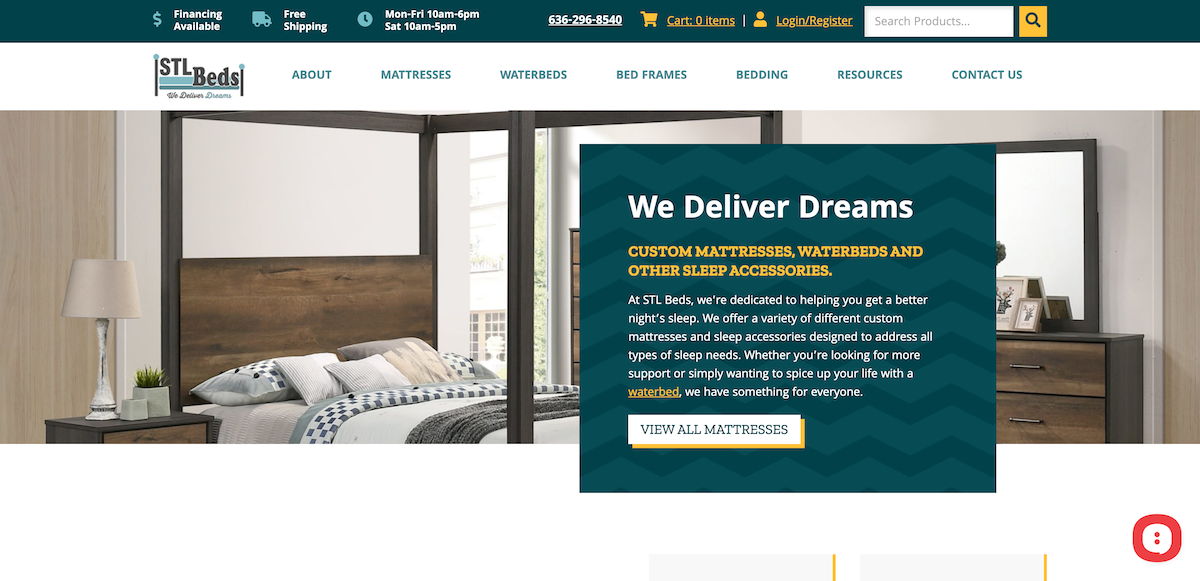 Financing
Available
Free
Shipping
Mon-Fri 10am-6pm
Sat 10am-5pm
636-296-8540
Cart: 0 items | Login/Register
Search Products...
STL Beds
We Deliver Dreams
ABOUT
MATTRESSES
WATERBEDS
BED FRAMES
BEDDING
RESOURCES
CONTACT US
We Deliver Dreams
CUSTOM MATTRESSES, WATERBEDS AND
OTHER SLEEP ACCESSORIES.
At STL Beds, we're dedicated to helping you get a better
night's sleep. We offer a variety of different custom
mattresses and sleep accessories designed to address all
types of sleep needs. Whether you're looking for more
support or simply wanting to spice up your life with a
waterbed, we have something for everyone.
VIEW ALL MATTRESSES